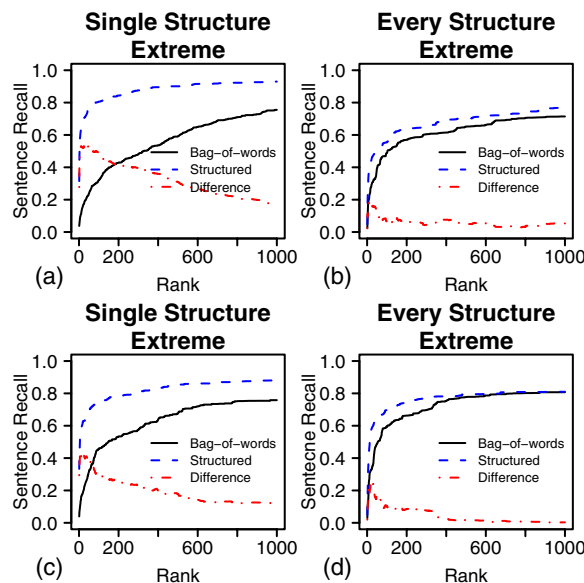 Single Structure
Extreme
Sentence Recall
1.0
0.8
0.6
0.4
0.2
0.0
Bag-of-words
Structured
Difference
0
200
600
1000
(a)
Rank
Every Structure
Extreme
Sentence Recall
1.0
0.8
0.6
0.4
0.2
0.0
Bag-of-words
Structured
Difference
0
200
600
1000
(b)
Rank
Single Structure
Extreme
Sentence Recall
1.0
0.8
0.6
0.4
0.2
0.0
Bag-of-words
Structured
Difference
0
200
600
1000
(c)
Rank
Every Structure
Extreme
Sentecne Recall
1.0
0.8
0.6
0.4
0.2
0.0
Bag-of-words
Structured
Difference
0
200
600
1000
(d)
Rank